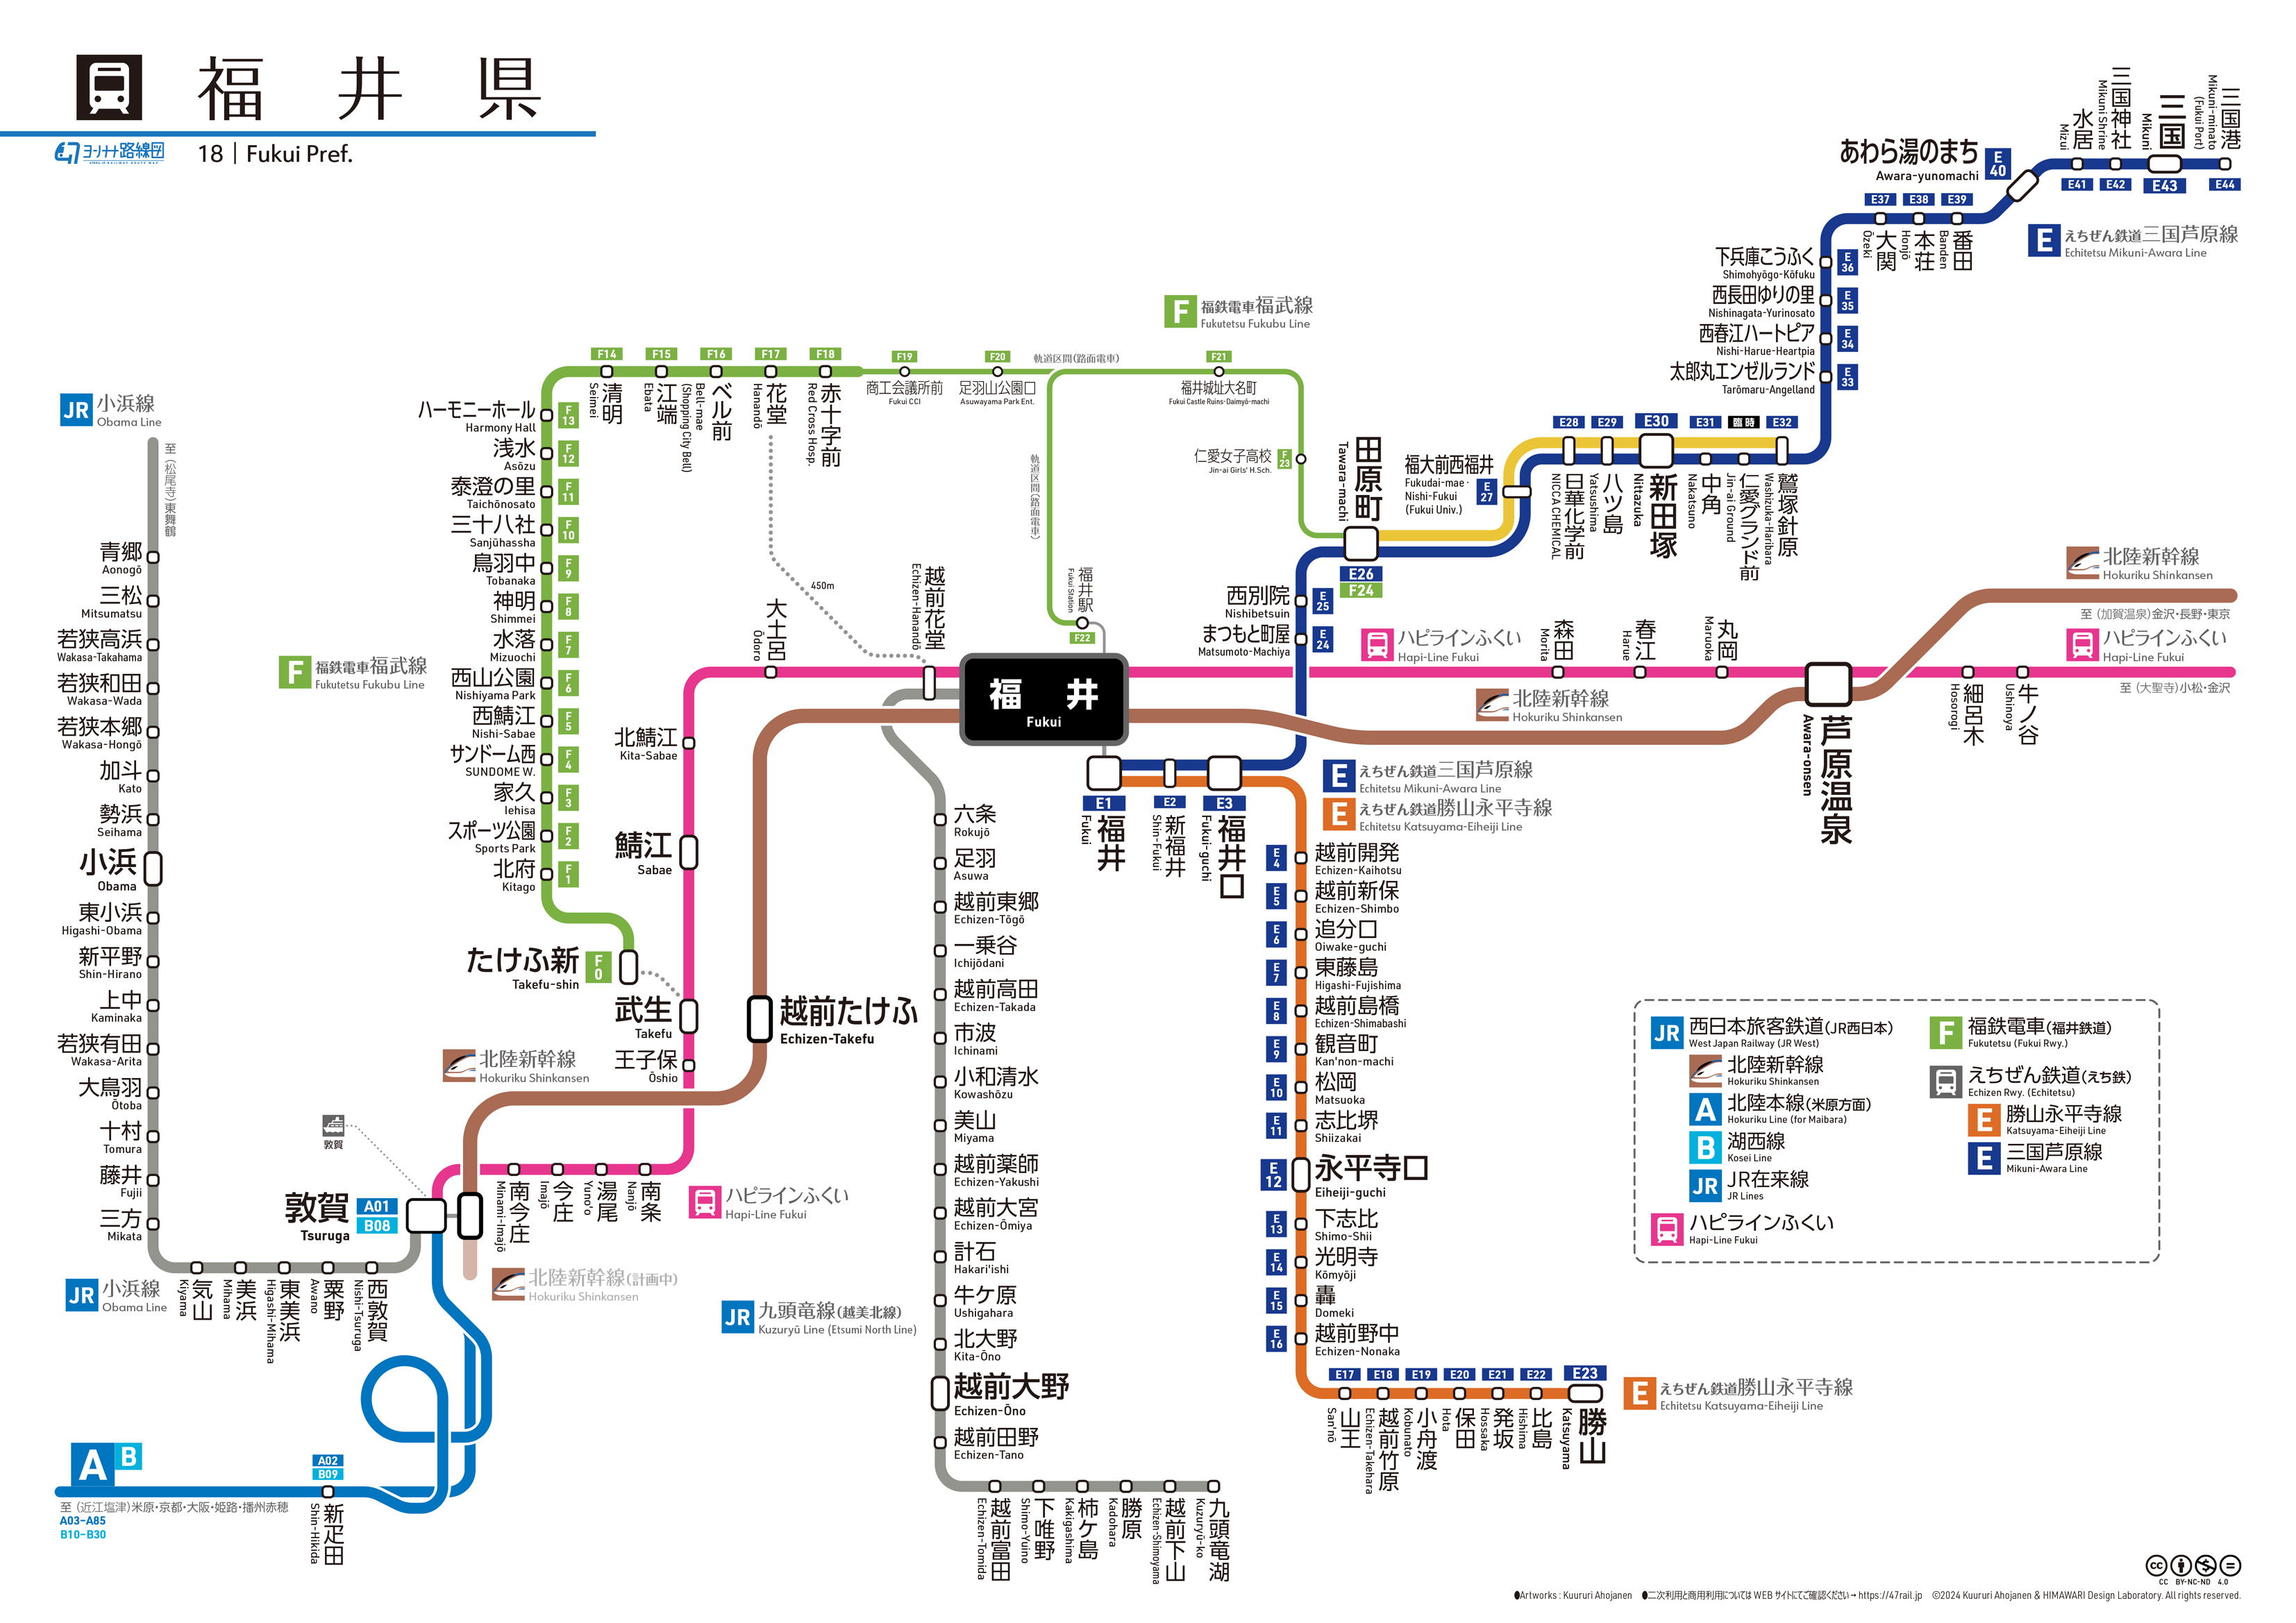 福井県
ヨンナナ路線図
18 | Fukui Pref.
JR 小浜線
Obama Line
至(松尾寺)東舞鶴
青郷
Aonogō
三松
Mitsumatsu
若狭高浜
Wakasa-Takahama
若狭和田
Wakasa-Wada
若狭本郷
Wakasa-Hongō
加斗
Kato
勢浜
Seihama
小浜
Obama
東小浜
Higashi-Obama
新平野
Shin-Hirano
上中
Kaminaka
若狭有田
Wakasa-Arita
大鳥羽
Ōtoba
十村
Tomura
藤井
Fujii
三方
Mikata
JR 小浜線
Obama Line
気山
Kiyama
美浜
Mihama
東美浜
Higashi-Mihama
粟野
Awano
西敦賀
Nishi-Tsuruga
敦賀
敦賀
Tsuruga
A01
B08
A B
至(近江塩津)米原・京都・大阪・姫路・播州赤穂
A03-A85
B10-B30
A02
B09
新疋田
Shin-Hikida
北陸新幹線(計画中)
Hokuriku Shinkansen
北陸新幹線
Hokuriku Shinkansen
南今庄
Minami-Imajō
今庄
Imajō
湯尾
Yuno'o
南条
Nanjō
ハピラインふくい
Hapi-Line Fukui
王子保
Ōshio
武生
Takefu
鯖江
Sabae
北鯖江
Kita-Sabae
大土呂
Ōdoro
越前花堂
Echizen-Hanandō
450m
越前たけふ
Echizen-Takefu
F 福鉄電車福武線
Fukutetsu Fukubu Line
たけふ新
Takefu-shin
F 0
北府
Kitago
F 1
スポーツ公園
Sports Park
F 2
家久
Iehisa
F 3
サンドーム西
SUNDOME W.
F 4
西鯖江
Nishi-Sabae
F 5
西山公園
Nishiyama Park
F 6
水落
Mizuochi
F 7
神明
Shimmei
F 8
鳥羽中
Tobanaka
F 9
三十八社
Sanjūhassha
F 10
泰澄の里
Taichōnosato
F 11
浅水
Asōzu
F 12
ハーモニーホール
Harmony Hall
F 13
F14
清明
Seimei
F15
江端
Ebata
F16
ベル前
Bell-mae
(Shopping City Bell)
F17
花堂
Hanandō
F18
赤十字前
Red Cross Hosp.
F19
商工会議所前
Fukui CCI
F20
足羽山公園口
Asuwayama Park Ent.
軌道区間(路面電車)
軌道区間(路面電車)
F21
福井城址大名町
Fukui Castle Ruins-Daimyō-machi
福井駅
Fukui Station
F22
仁愛女子高校
Jin-ai Girls' H.Sch.
F 23
F 福鉄電車福武線
Fukutetsu Fukubu Line
田原町
Tawara-machi
E26
F24
福井
Fukui
E1
福井
Fukui
E2
新福井
Shin-Fukui
E3
福井口
Fukui-guchi
まつもと町屋
Matsumoto-Machiya
E 24
西別院
Nishibetsuin
E 25
福大前西福井
Fukudai-mae・
Nishi-Fukui
(Fukui Univ.)
E 27
E28
日華化学前
NICCA CHEMICAL
E29
八ツ島
Yatsushima
E30
新田塚
Nittazuka
E31
中角
Nakatsuno
臨時
仁愛グランド前
Jin-ai Ground
E32
鷲塚針原
Washizuka-Haribara
太郎丸エンゼルランド
Tarōmaru-Angelland
E 33
西春江ハートピア
Nishi-Harue-Heartpia
E 34
西長田ゆりの里
Nishinagata-Yurinosato
E 35
下兵庫こうふく
Shimohyōgo-Kōfuku
E 36
E37
大関
Ōzeki
E38
本荘
Honjō
E39
番田
Banden
あわら湯のまち
Awara-yunomachi
E 40
水居
Mizui
E41
三国神社
Mikuni Shrine
E42
三国
Mikuni
E43
三国港
Mikuni-minato
(Fukui Port)
E44
E えちぜん鉄道三国芦原線
Echitetsu Mikuni-Awara Line
北陸新幹線
Hokuriku Shinkansen
至(加賀温泉)金沢・長野・東京
ハピラインふくい
Hapi-Line Fukui
至(大聖寺)小松・金沢
ハピラインふくい
Hapi-Line Fukui
北陸新幹線
Hokuriku Shinkansen
森田
Morita
春江
Harue
丸岡
Maruoka
芦原温泉
Awara-onsen
細呂木
Hosorogi
牛ノ谷
Ushinoya
E えちぜん鉄道三国芦原線
Echitetsu Mikuni-Awara Line
E えちぜん鉄道勝山永平寺線
Echitetsu Katsuyama-Eiheiji Line
E 4
越前開発
Echizen-Kaihotsu
E 5
越前新保
Echizen-Shimbo
E 6
追分口
Oiwake-guchi
E 7
東藤島
Higashi-Fujishima
E 8
越前島橋
Echizen-Shimabashi
E 9
観音町
Kan'non-machi
E 10
松岡
Matsuoka
E 11
志比堺
Shiizakai
E 12
永平寺口
Eiheiji-guchi
E 13
下志比
Shimo-Shii
E 14
光明寺
Kōmyōji
E 15
轟
Domeki
E 16
越前野中
Echizen-Nonaka
E17
山王
San'nō
E18
越前竹原
Echizen-Takehara
E19
小舟渡
Kobunato
E20
保田
Hota
E21
発坂
Hossaka
E22
比島
Hishima
E23
勝山
Katsuyama
E えちぜん鉄道勝山永平寺線
Echitetsu Katsuyama-Eiheiji Line
六条
Rokujō
足羽
Asuwa
越前東郷
Echizen-Tōgō
一乗谷
Ichijōdani
越前高田
Echizen-Takada
市波
Ichinami
小和清水
Kowashōzu
美山
Miyama
越前薬師
Echizen-Yakushi
越前大宮
Echizen-Ōmiya
計石
Hakari'ishi
牛ケ原
Ushigahara
北大野
Kita-Ōno
越前大野
Echizen-Ōno
越前田野
Echizen-Tano
JR 九頭竜線(越美北線)
Kuzuryū Line (Etsumi North Line)
越前富田
Echizen-Tomida
下唯野
Shimo-Yuino
柿ケ島
Kakigashima
勝原
Kadohara
越前下山
Echizen-Shimoyama
九頭竜湖
Kuzuryū-ko
JR 西日本旅客鉄道(JR西日本)
West Japan Railway (JR West)
北陸新幹線
Hokuriku Shinkansen
A 北陸本線(米原方面)
Hokuriku Line (for Maibara)
B 湖西線
Kosei Line
JR JR在来線
JR Lines
ハピラインふくい
Hapi-Line Fukui
F 福鉄電車(福井鉄道)
Fukutetsu (Fukui Rwy.)
えちぜん鉄道(えち鉄)
Echizen Rwy. (Echitetsu)
E 勝山永平寺線
Katsuyama-Eiheiji Line
E 三国芦原線
Mikuni-Awara Line
CC BY-NC-ND 4.0
●Artworks : Kuururi Ahojanen ●二次利用と商用利用については WEB サイトにてご確認ください→ https://47rail.jp ©2024 Kuururi Ahojanen & HIMAWARI Design Laboratory. All rights reserved.